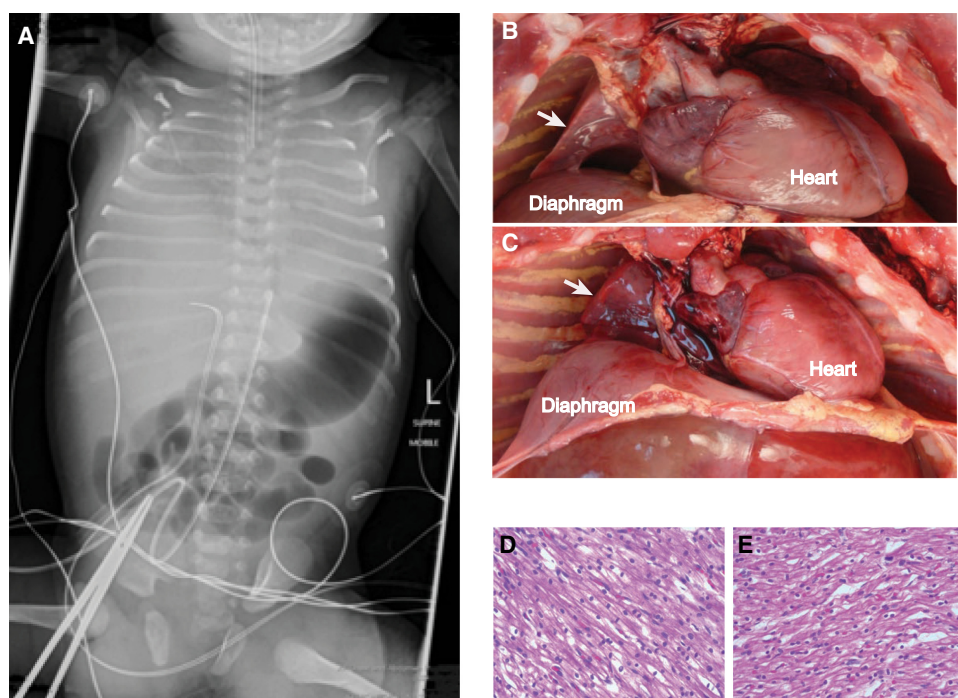 A
L
SUPINE
MOBILE
B
Heart
Diaphragm
C
Heart
Diaphragm
D
E